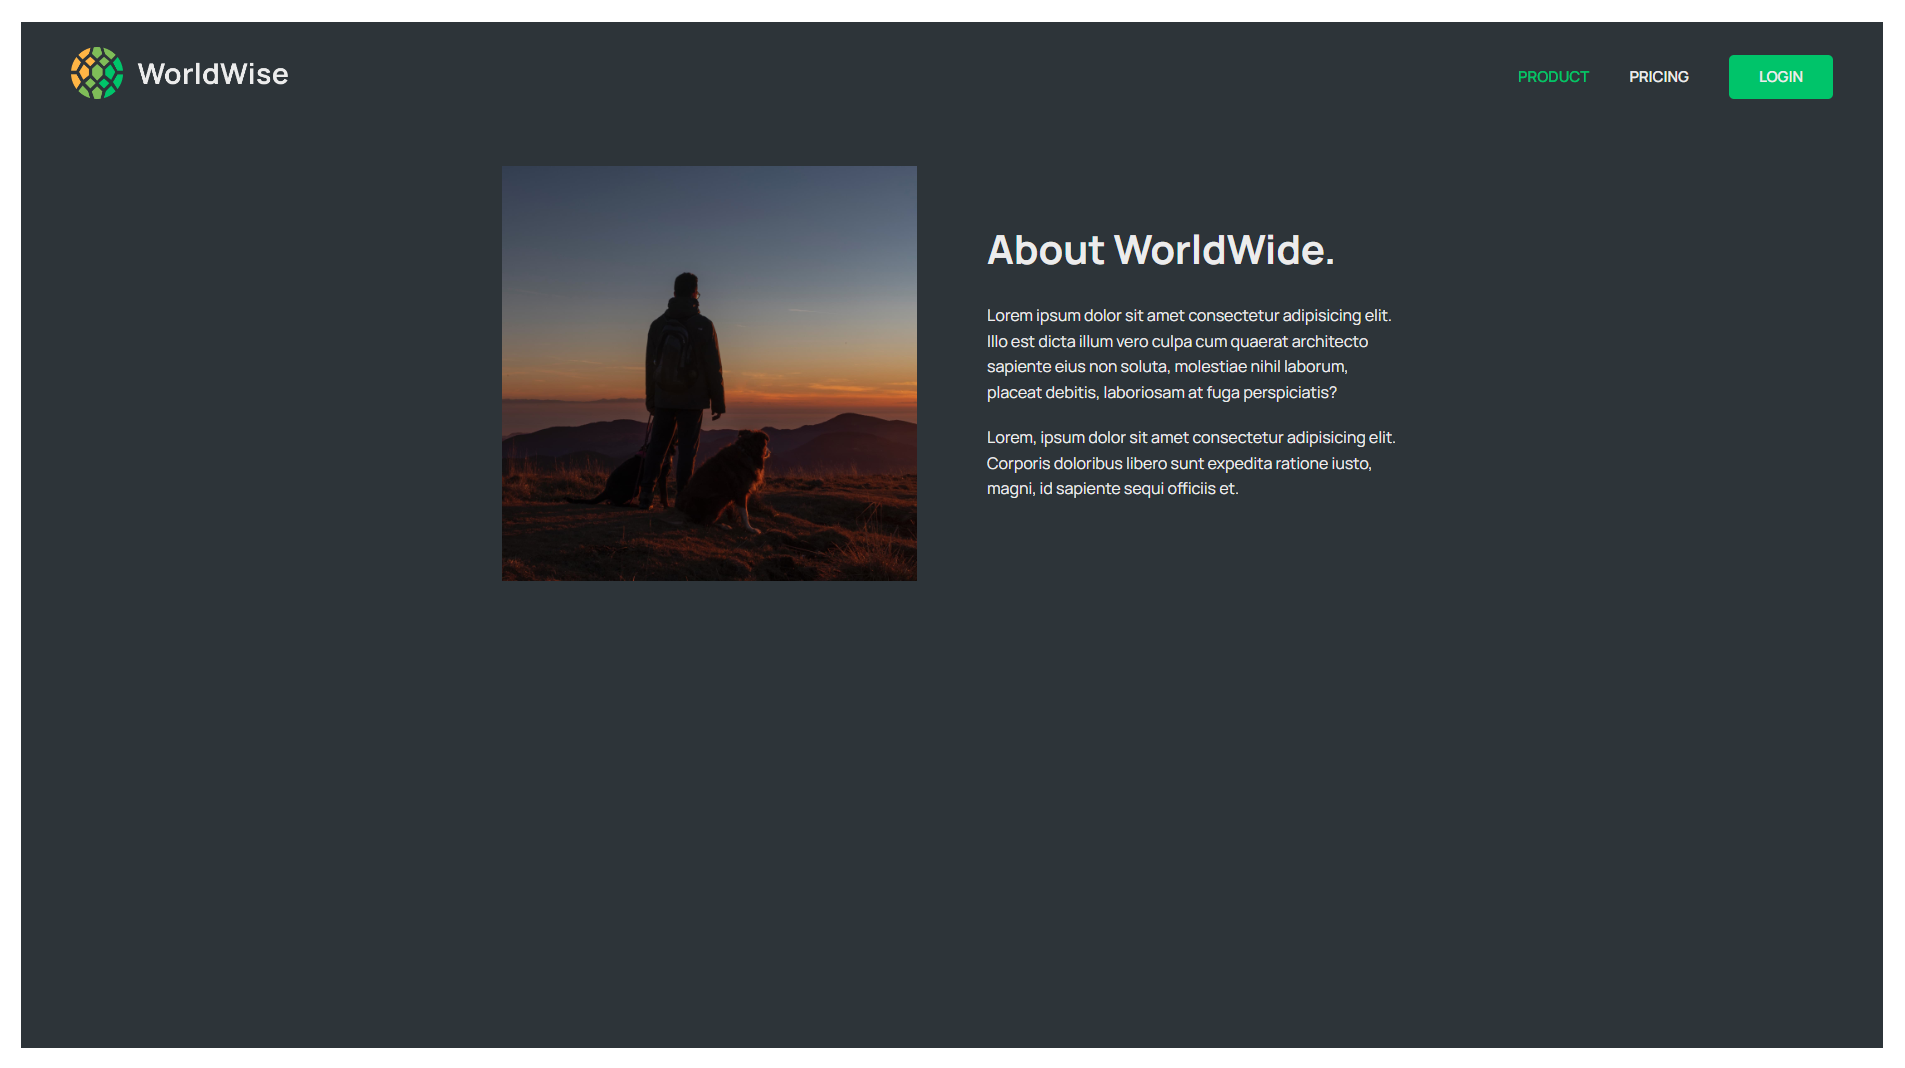 WorldWise
PRODUCT
PRICING
LOGIN
About WorldWide.
Lorem ipsum dolor sit amet consectetur adipisicing elit.
Illo est dicta illum vero culpa cum quaerat architecto
sapiente eius non soluta, molestiae nihil laborum,
placeat debitis, laboriosam at fuga perspiciatis?
Lorem, ipsum dolor sit amet consectetur adipisicing elit.
Corporis doloribus libero sunt expedita ratione iusto,
magni, id sapiente sequi officiis et.